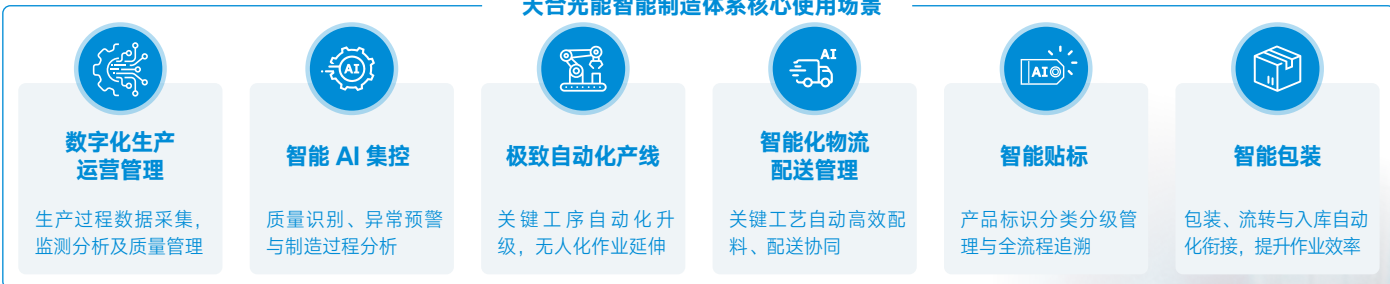 天合光能智能制造体系核心使用场景
AI
AI
AI
数字化生产
运营管理
生产过程数据采集，
监测分析及质量管理
智能 AI 集控
质量识别、异常预警
与制造过程分析
极致自动化产线
关键工序自动化升
级，无人化作业延伸
智能化物流
配送管理
关键工艺自动高效配
料、配送协同
智能贴标
产品标识分类分级管
理与全流程追溯
智能包装
包装、流转与入库自动
化衔接，提升作业效率